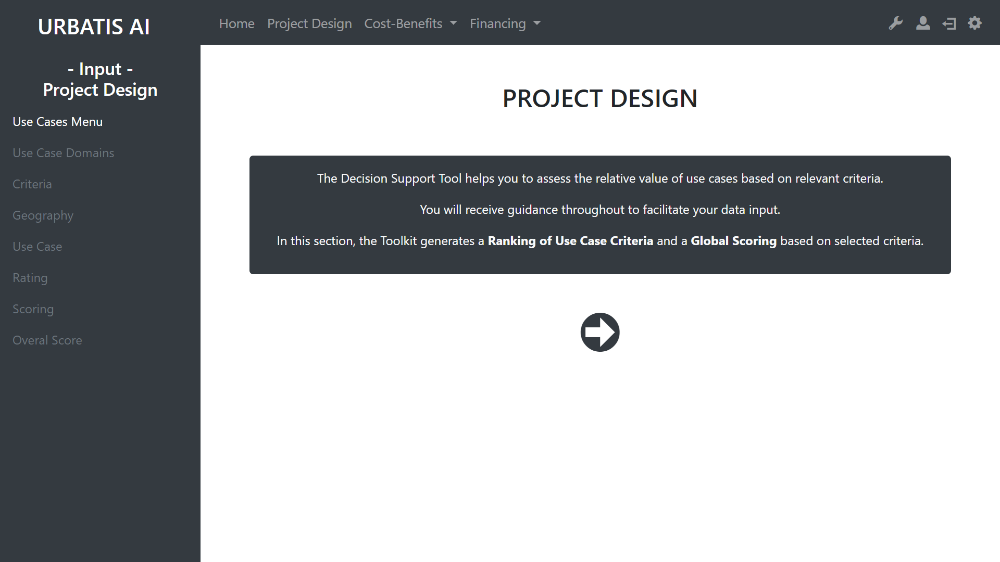 URBATIS AI
Home Project Design Cost-Benefits Financing
- Input -
Project Design
Use Cases Menu
Use Case Domains
Criteria
Geography
Use Case
Rating
Scoring
Overal Score
PROJECT DESIGN
The Decision Support Tool helps you to assess the relative value of use cases based on relevant criteria.
You will receive guidance throughout to facilitate your data input.
In this section, the Toolkit generates a Ranking of Use Case Criteria and a Global Scoring based on selected criteria.